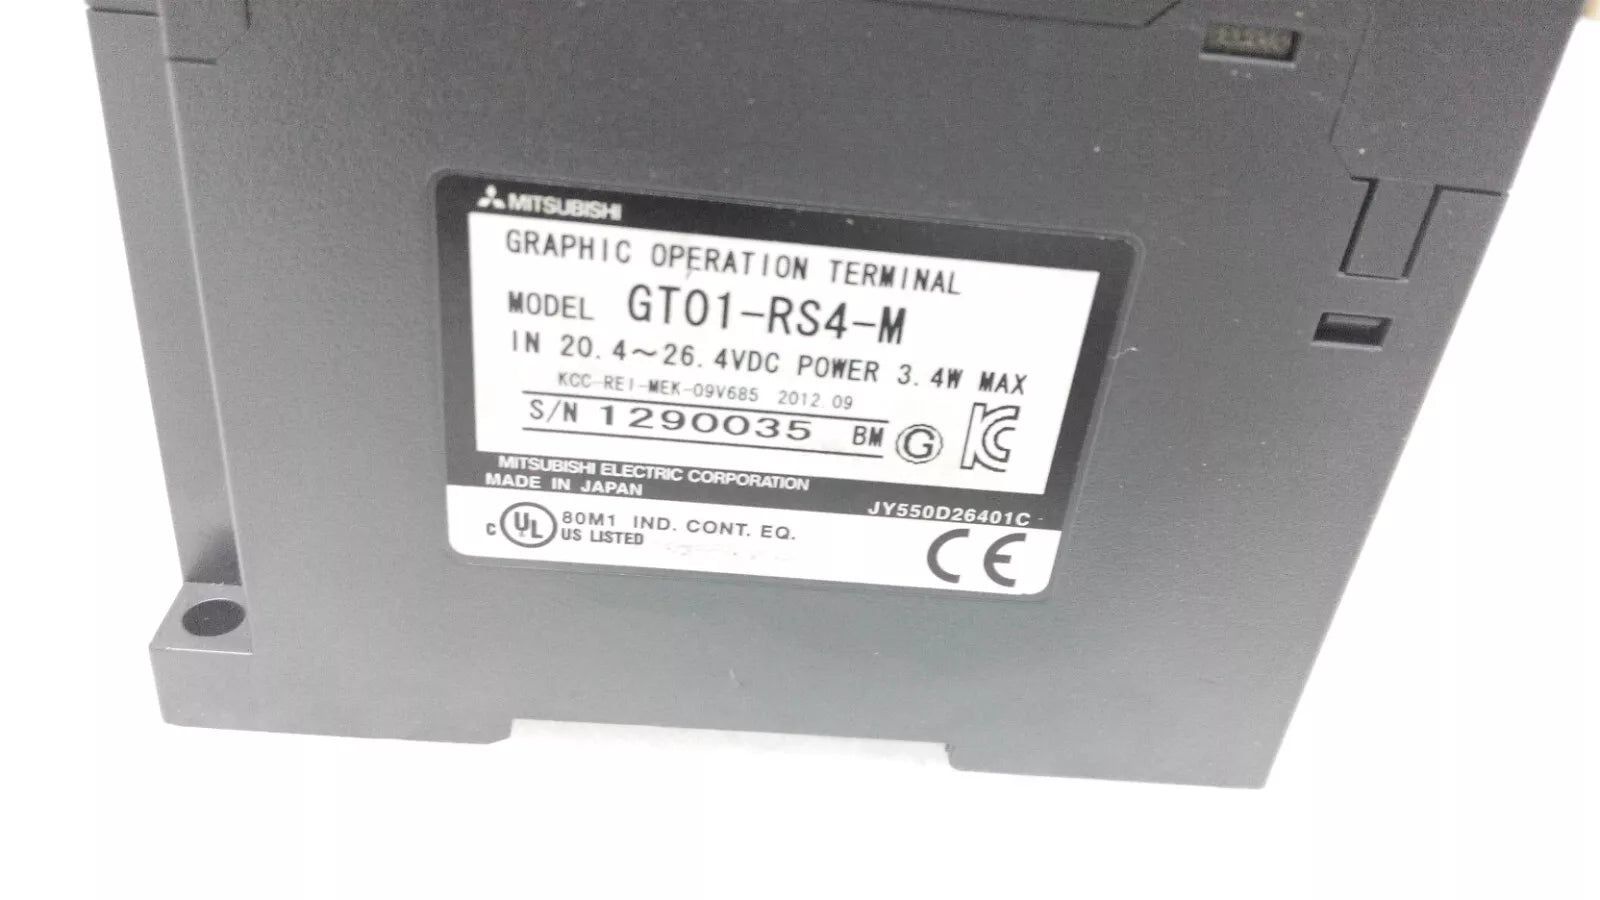 MITSUBISHI
GRAPHIC OPERATION TERMINAL
MODEL GT01-RS4-M
IN 20.4~26.4VDC POWER 3.4W MAX
KCC-REI-MEK-09V685 2012.09
S/N 1290035 BM G KC
MITSUBISHI ELECTRIC CORPORATION
MADE IN JAPAN
JY550D26401C
C UL 80M1 IND. CONT. EQ.
US LISTED
CE